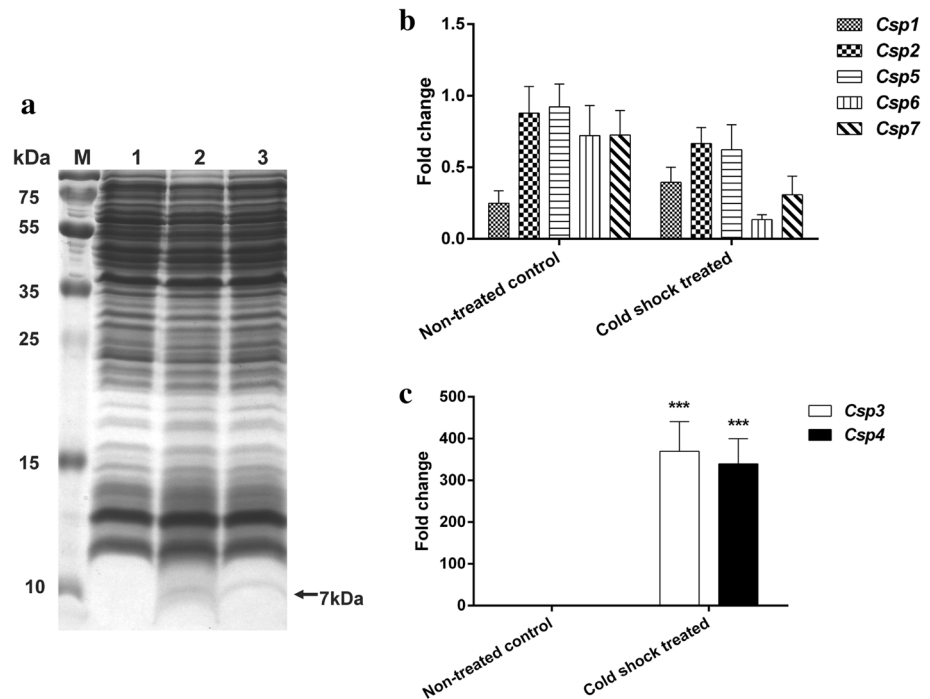 a
kDa M 1 2 3
75
55
35
25
15
10
7kDa
b
Fold change
1.5
1.0
0.5
0.0
Non-treated control
Cold shock treated
Csp1
Csp2
Csp5
Csp6
Csp7
c
Fold change
500
400
300
200
100
0
***
***
Non-treated control
Cold shock treated
Csp3
Csp4